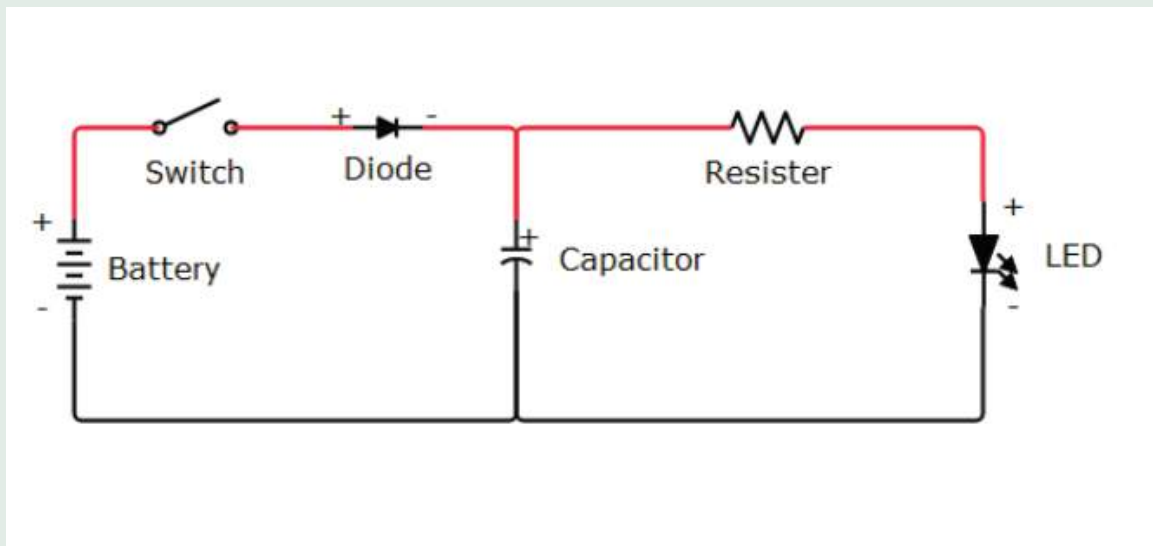 + -
Switch
Diode
Resister
+
+
+
Battery
Capacitor
LED
-
-